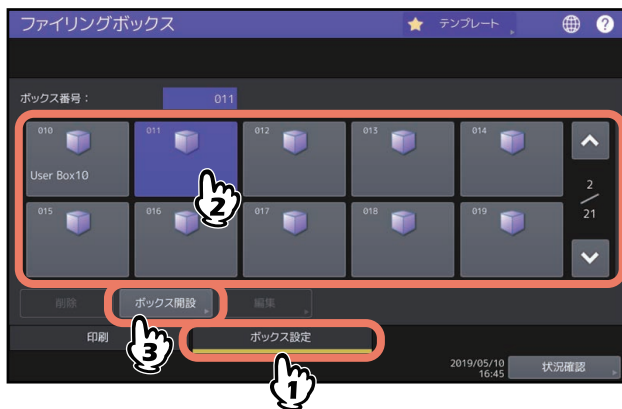 ファイリングボックス
テンプレート
?
ボックス番号：
011
010
011
012
013
014
User Box10
2
2
21
015
016
017
018
019
削除
ボックス開設
編集
印刷
3
ボックス設定
1
2019/05/10
16:45
状況確認